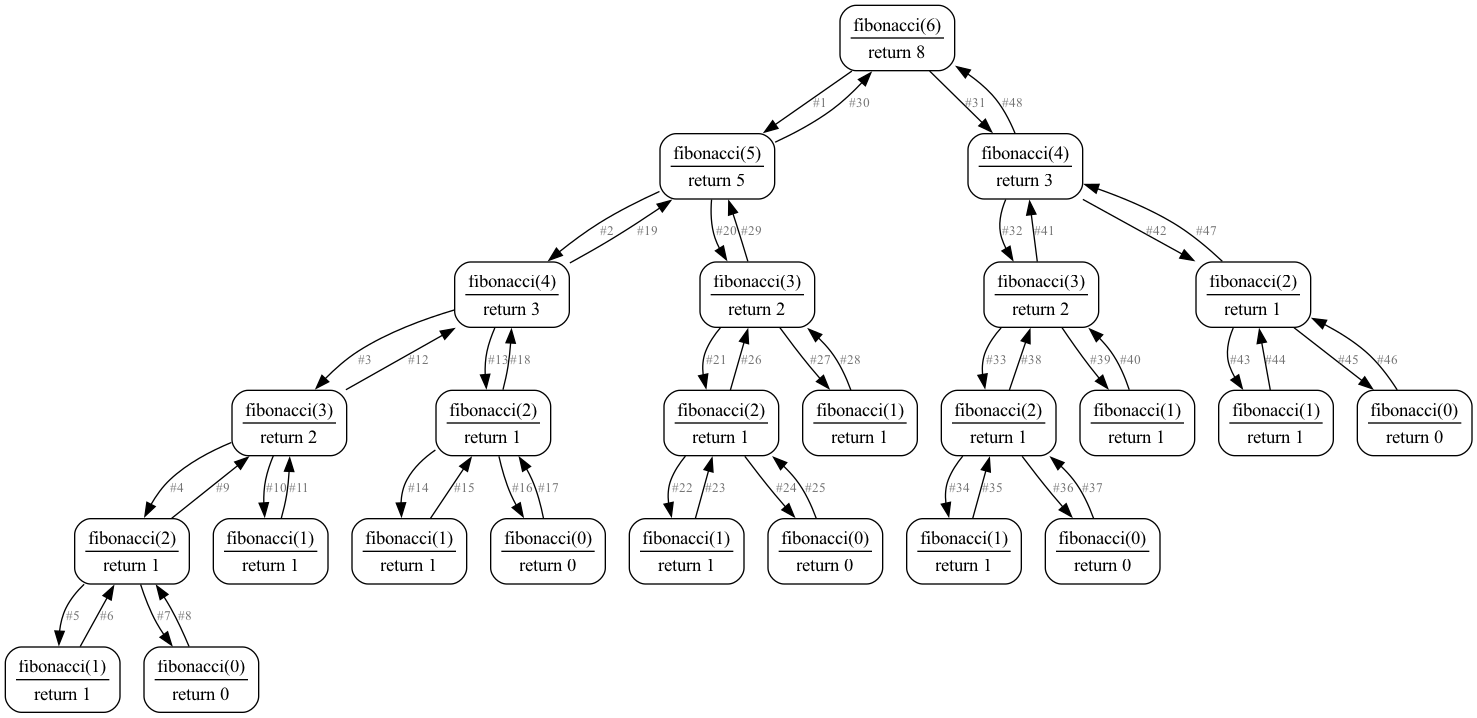 fibonacci(6)
return 8
#1
#30
#31
#48
fibonacci(5)
return 5
fibonacci(4)
return 3
#2
#19
#20
#29
#32
#41
#42
#47
fibonacci(4)
return 3
fibonacci(3)
return 2
fibonacci(3)
return 2
fibonacci(2)
return 1
#3
#12
#13
#18
#21
#26
#27
#28
#33
#38
#39
#40
#43
#44
#45
#46
fibonacci(3)
return 2
fibonacci(2)
return 1
fibonacci(2)
return 1
fibonacci(1)
return 1
fibonacci(2)
return 1
fibonacci(1)
return 1
fibonacci(1)
return 1
fibonacci(0)
return 0
#4
#9
#10
#11
#14
#15
#16
#17
#22
#23
#24
#25
#34
#35
#36
#37
fibonacci(2)
return 1
fibonacci(1)
return 1
fibonacci(1)
return 1
fibonacci(0)
return 0
fibonacci(1)
return 1
fibonacci(0)
return 0
fibonacci(1)
return 1
fibonacci(0)
return 0
#5
#6
#7
#8
fibonacci(1)
return 1
fibonacci(0)
return 0